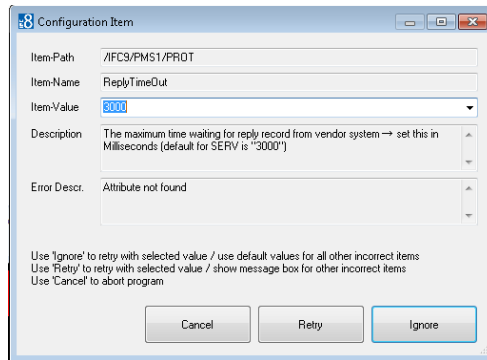 8 Configuration Item
Item-Path /IFC9/PMS1/PROT
Item-Name ReplyTimeOut
Item-Value 3000
Description The maximum time waiting for reply record from vendor system → set this in
Milliseconds (default for SERV is "3000")
Error Descr. Attribute not found
Use 'Ignore' to retry with selected value / use default values for all other incorrect items
Use 'Retry' to retry with selected value / show message box for other incorrect items
Use 'Cancel' to abort program
Cancel Retry Ignore